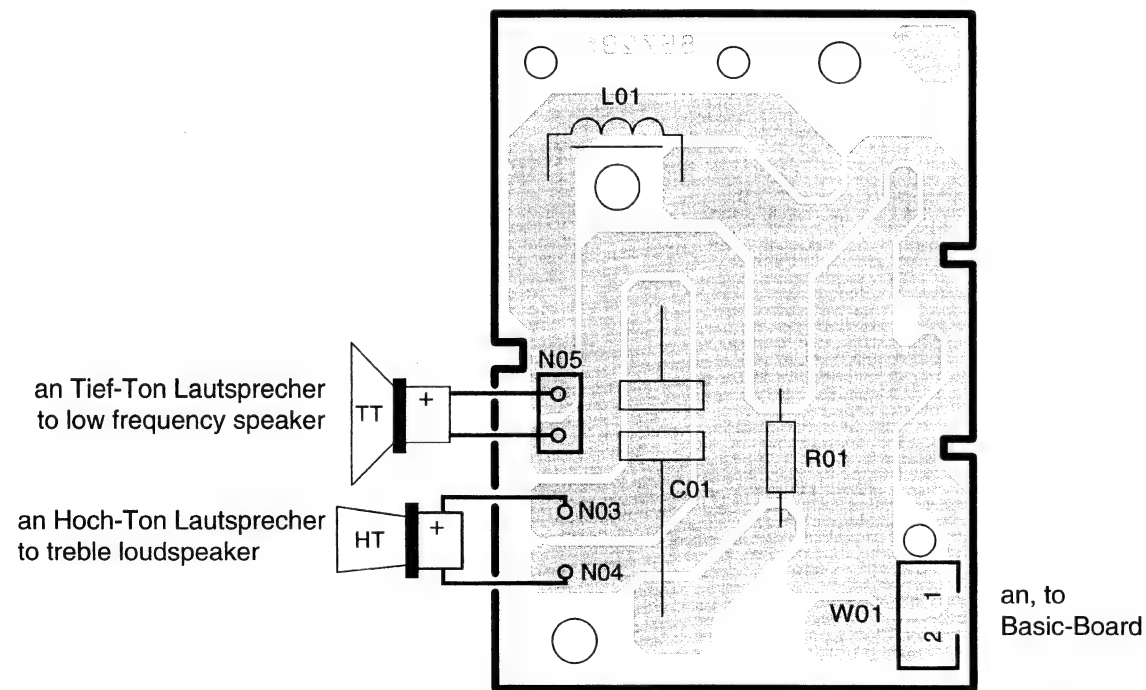 L01
N05
an Tief-Ton Lautsprecher
to low frequency speaker
TT
+
R01
C01
an Hoch-Ton Lautsprecher
to treble loudspeaker
HT
+
N03
N04
W01
1
2
an, to
Basic-Board